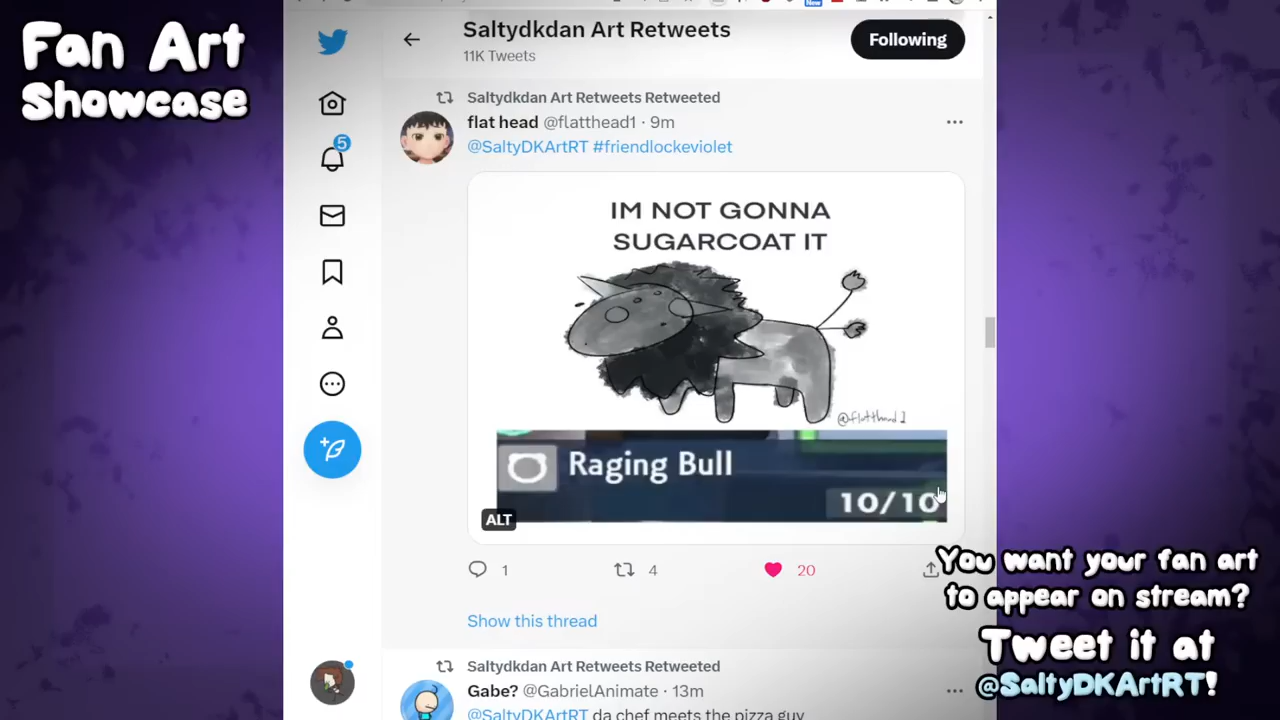 Fan Art
Showcase
Saltydkdan Art Retweets
11K Tweets
Following
New
5
Saltydkdan Art Retweets Retweeted
flat head @flatthead1 · 9m
@SaltyDKArtRT #friendlockeviolet
IM NOT GONNA
SUGARCOAT IT
@flatthead1
Raging Bull
10/10
ALT
1
4
20
Show this thread
Saltydkdan Art Retweets Retweeted
Gabe? @GabrielAnimate · 13m
@SaltyDKArtRT da chef meets the pizza guy
You want your fan art
to appear on stream?
Tweet it at
@SaltyDKArtRT!